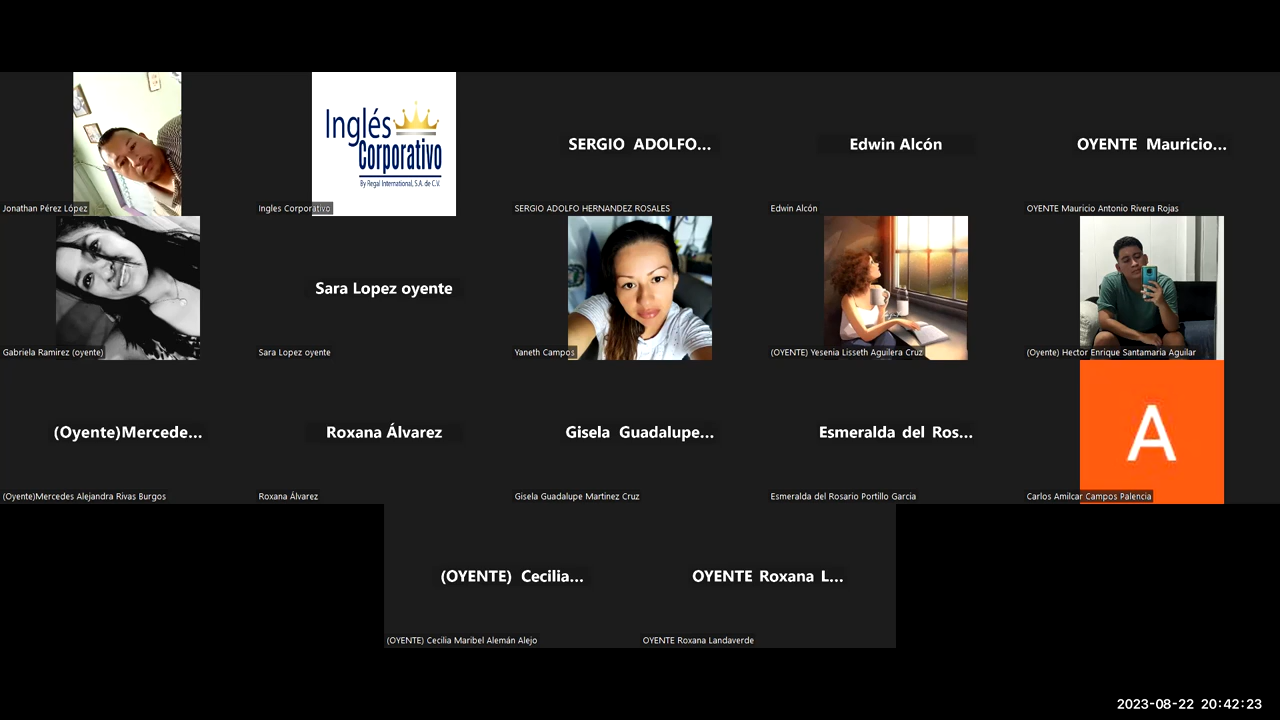 Inglés
Corporativo
By Regal International, S.A. de C.V.
SERGIO ADOLFO...
Edwin Alcón
OYENTE Mauricio...
Jonathan Pérez López
Ingles Corporativo
SERGIO ADOLFO HERNANDEZ ROSALES
Edwin Alcón
OYENTE Mauricio Antonio Rivera Rojas
Sara Lopez oyente
Gabriela Ramirez (oyente)
Sara Lopez oyente
Yaneth Campos
(OYENTE) Yesenia Lisseth Aguilera Cruz
(Oyente) Hector Enrique Santamaria Aguilar
(Oyente)Mercede...
Roxana Álvarez
Gisela Guadalupe...
Esmeralda del Ros...
A
(Oyente)Mercedes Alejandra Rivas Burgos
Roxana Álvarez
Gisela Guadalupe Martinez Cruz
Esmeralda del Rosario Portillo Garcia
Carlos Amilcar Campos Palencia
(OYENTE) Cecilia...
OYENTE Roxana L...
(OYENTE) Cecilia Maribel Alemán Alejo
OYENTE Roxana Landaverde
2023-08-22 20:42:23